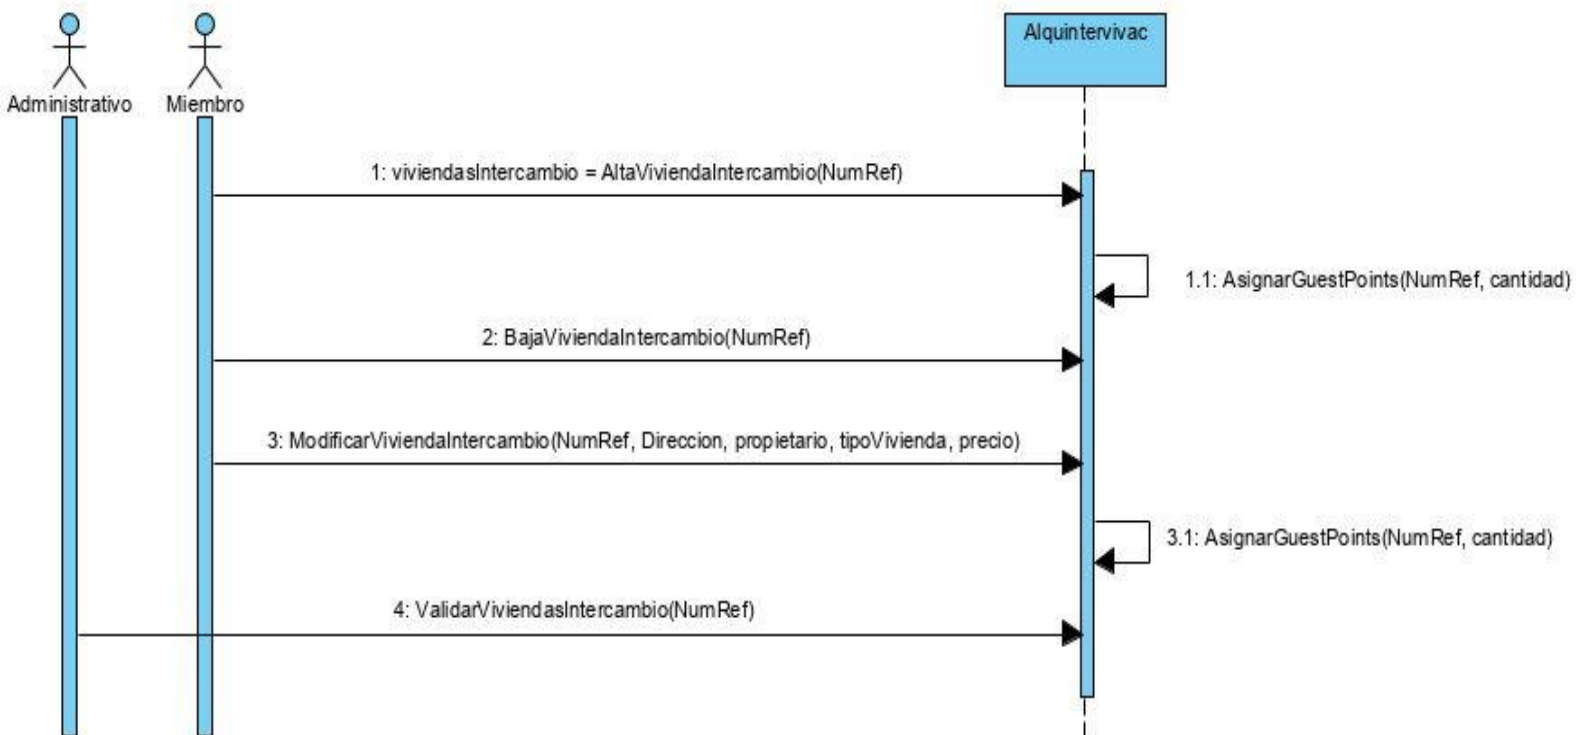 Alquintervivac
Administrativo
Miembro
1: viviendasIntercambio = AltaViviendaIntercambio(NumRef)
1.1: AsignarGuestPoints(NumRef, cantidad)
2: BajaViviendaIntercambio(NumRef)
3: ModificarViviendaIntercambio(NumRef, Direccion, propietario, tipoVivienda, precio)
3.1: AsignarGuestPoints(NumRef, cantidad)
4: ValidarViviendasIntercambio(NumRef)